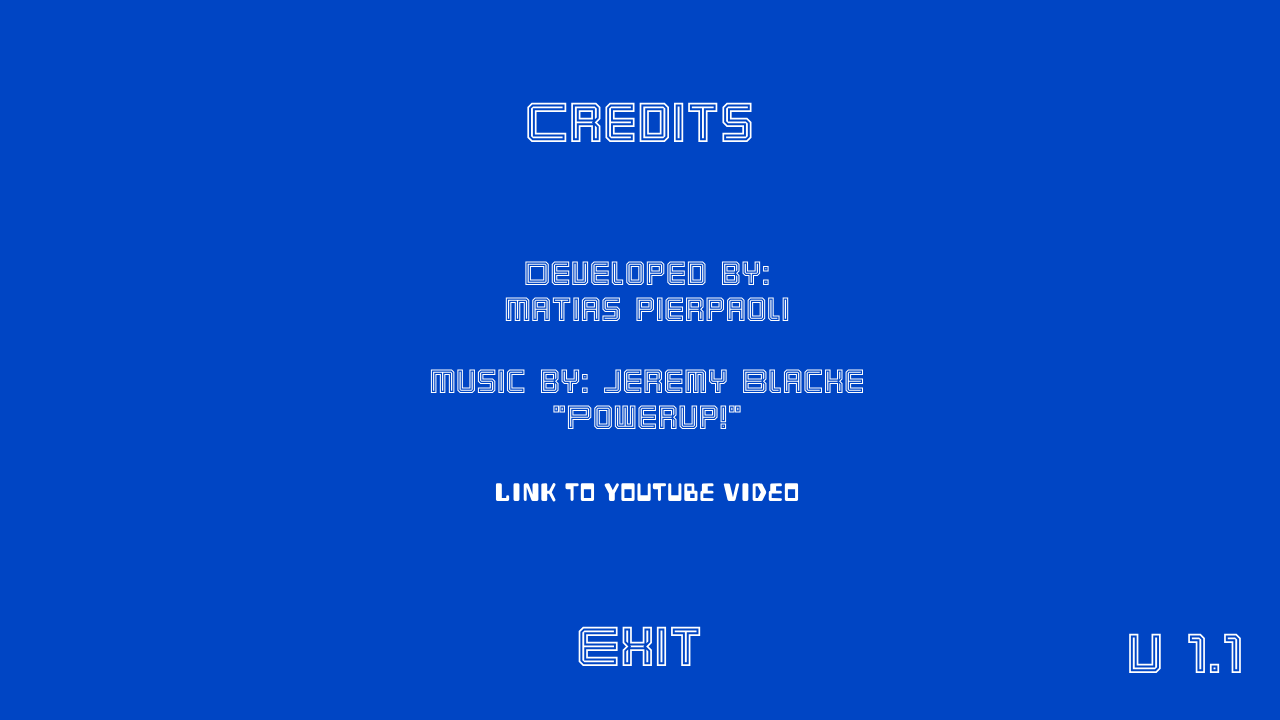 Credits
Developed by:
Matias Pierpaoli
Music by: Jeremy Blacke
"PowerUp!"
LINK TO YOUTUBE VIDEO
Exit
V 1.1